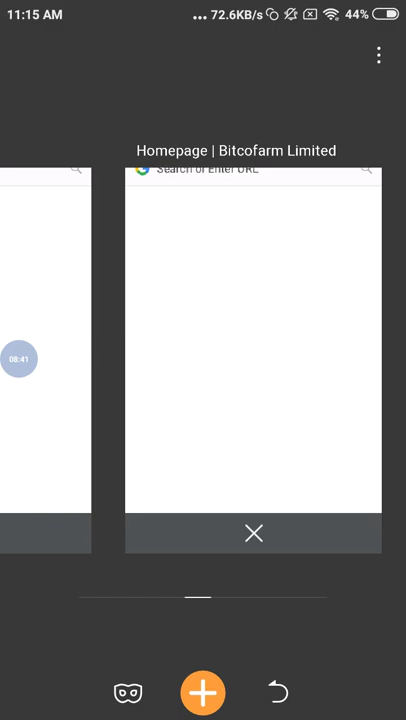 11:15 AM
... 72.6KB/s
44%
Homepage | Bitcofarm Limited
Search or Enter URL
08:41